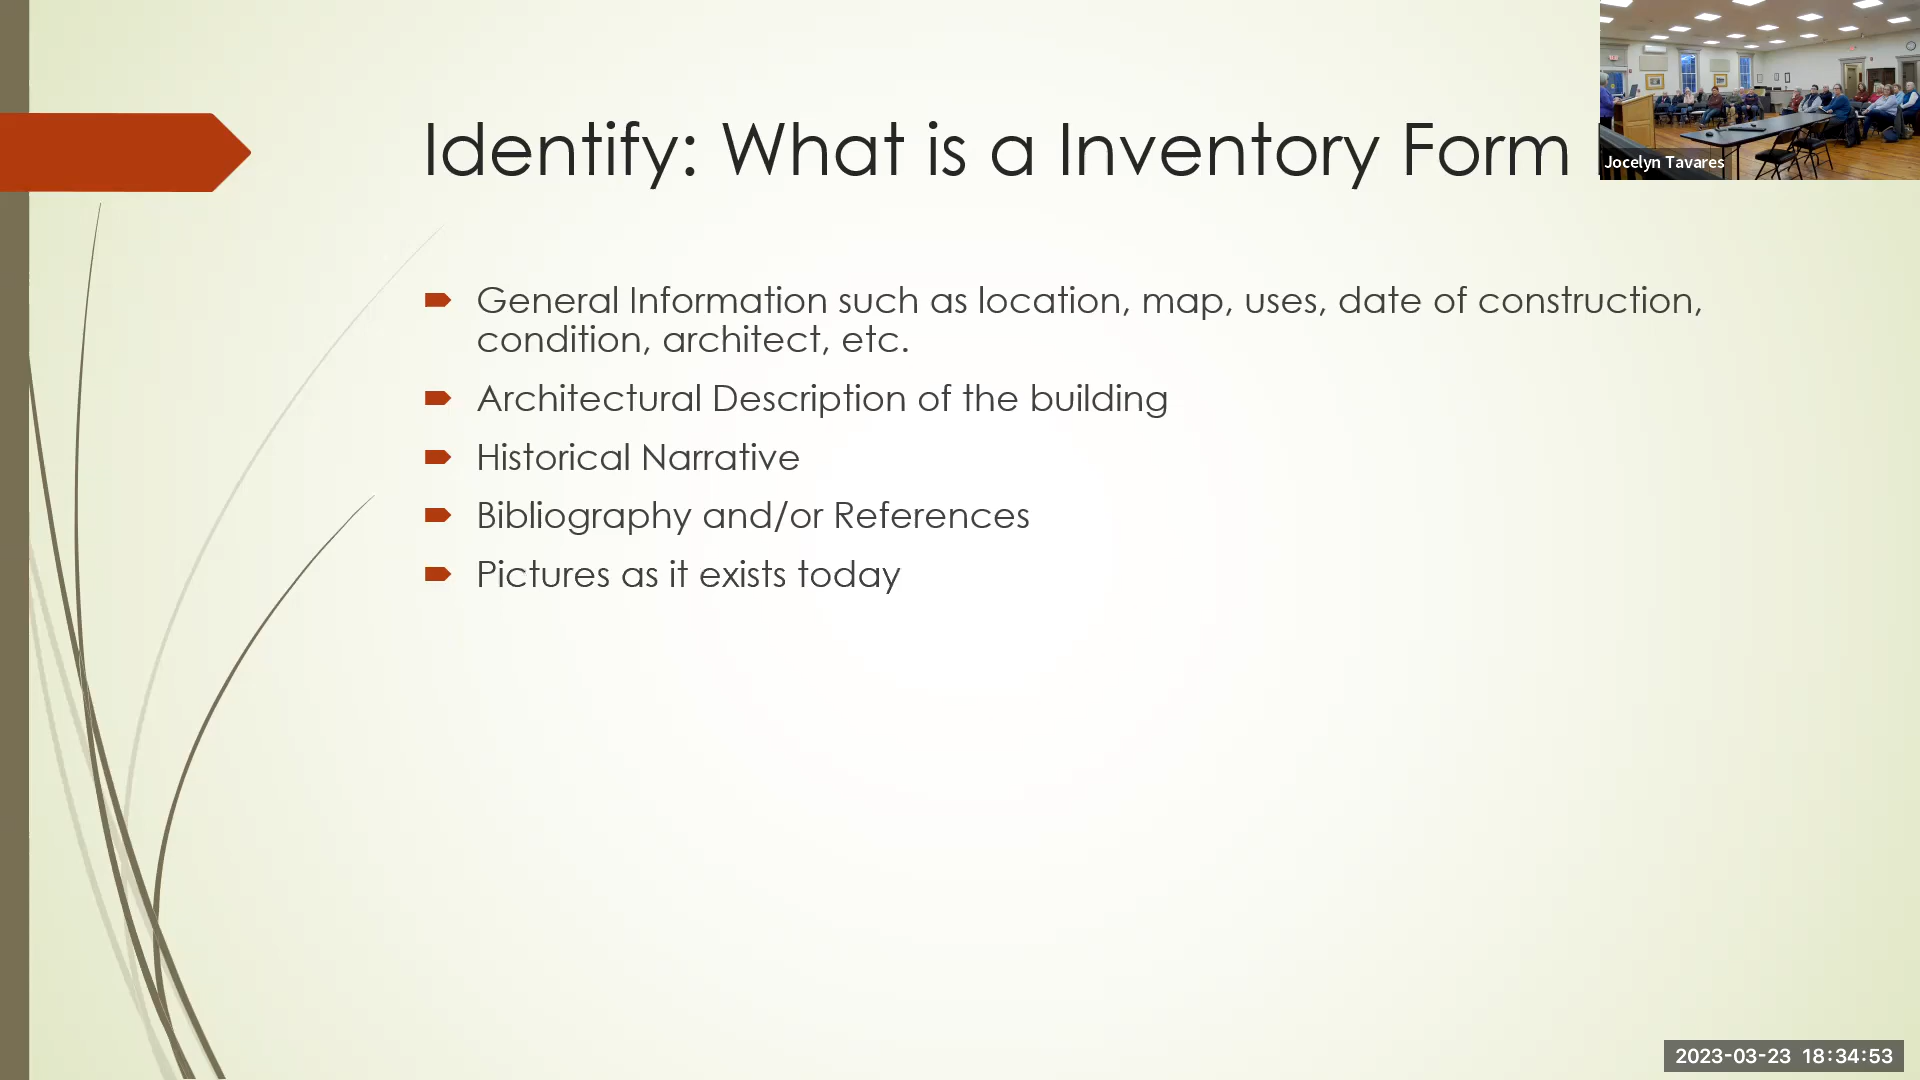 Identify: What is a Inventory Form
Jocelyn Tavares
General Information such as location, map, uses, date of construction,
condition, architect, etc.
Architectural Description of the building
Historical Narrative
Bibliography and/or References
Pictures as it exists today
2023-03-23 18:34:53